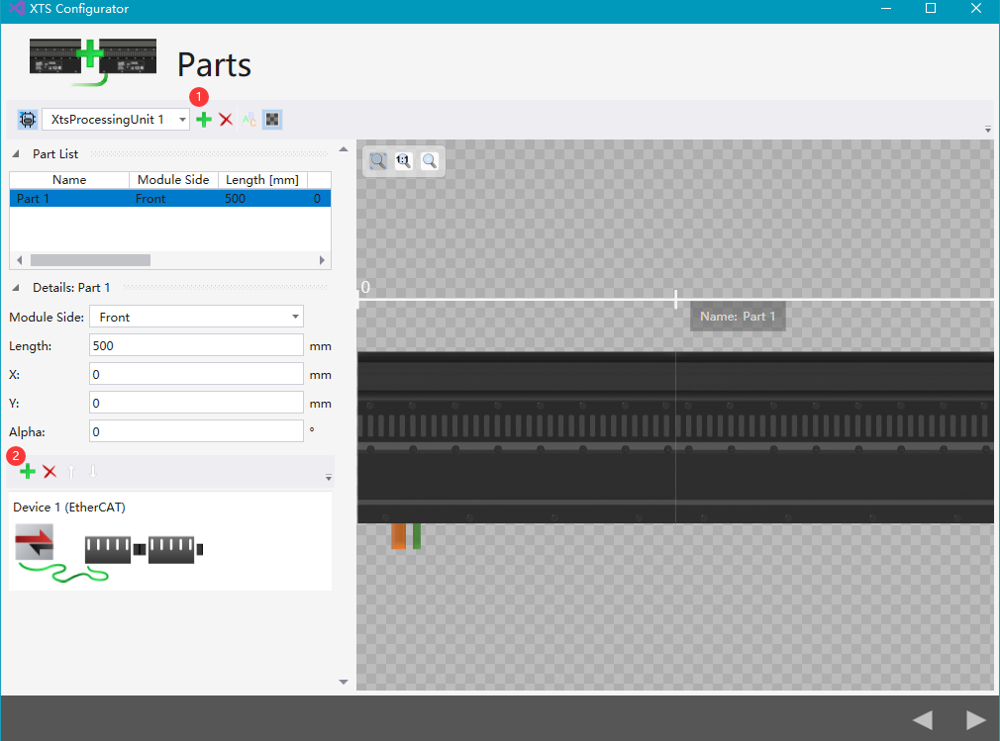 XTS Configurator
Parts
1
XtsProcessingUnit 1
Part List
Name Module Side Length [mm]
Part 1 Front 500 0
Details: Part 1
Module Side: Front
Length: 500 mm
X: 0 mm
Y: 0 mm
Alpha: 0 °
2
Device 1 (EtherCAT)
1:1
0
Name: Part 1